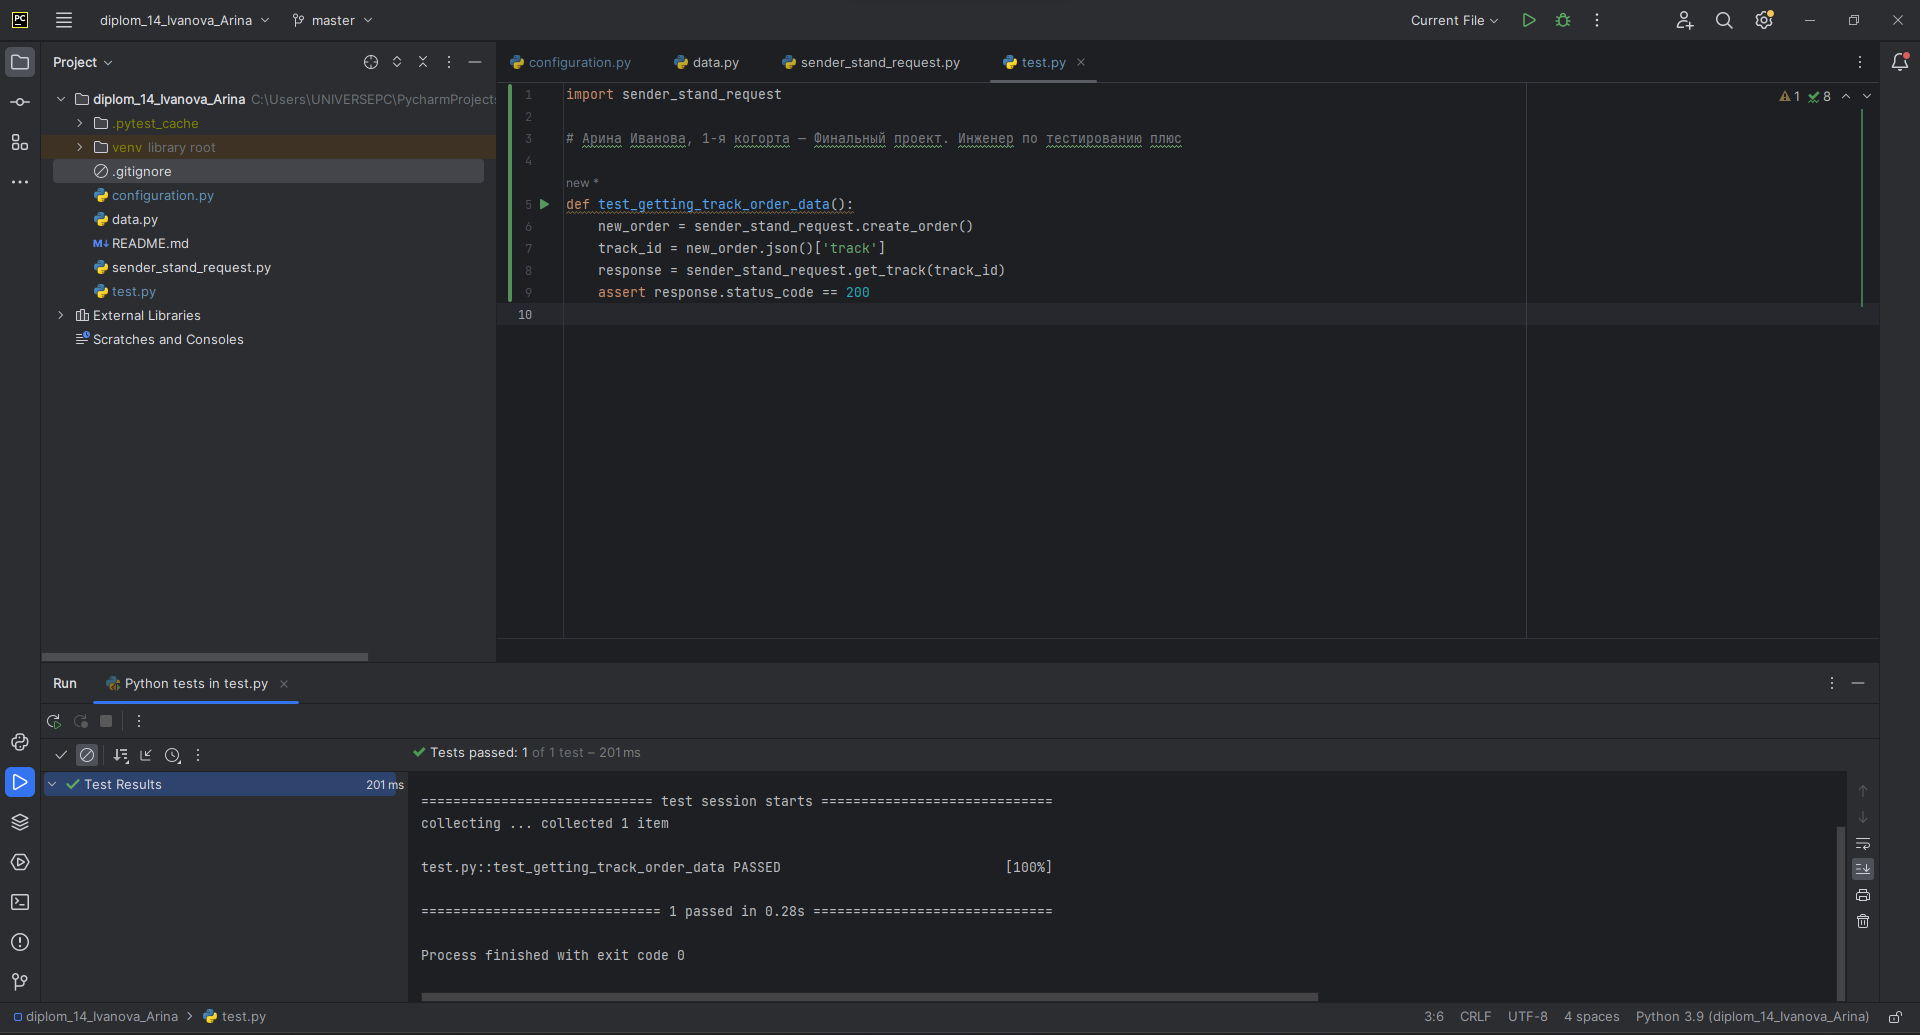 PC
diplom_14_Ivanova_Arina
master
Current File
Project
configuration.py
data.py
sender_stand_request.py
test.py
diplom_14_Ivanova_Arina C:\Users\UNIVERSEPC\PycharmProjects
.pytest_cache
venv library root
.gitignore
configuration.py
data.py
M↓ README.md
sender_stand_request.py
test.py
External Libraries
Scratches and Consoles
1 import sender_stand_request
1 8
2
3 # Арина Иванова, 1-я когорта — Финальный проект. Инженер по тестированию плюс
4
new *
5 def test_getting_track_order_data():
6 new_order = sender_stand_request.create_order()
7 track_id = new_order.json()['track']
8 response = sender_stand_request.get_track(track_id)
9 assert response.status_code == 200
10
Run
Python tests in test.py
Tests passed: 1 of 1 test – 201 ms
Test Results 201 ms
============================= test session starts =============================
collecting ... collected 1 item
test.py::test_getting_track_order_data PASSED [100%]
============================== 1 passed in 0.28s ==============================
Process finished with exit code 0
diplom_14_Ivanova_Arina
test.py
3:6 CRLF UTF-8 4 spaces Python 3.9 (diplom_14_Ivanova_Arina)